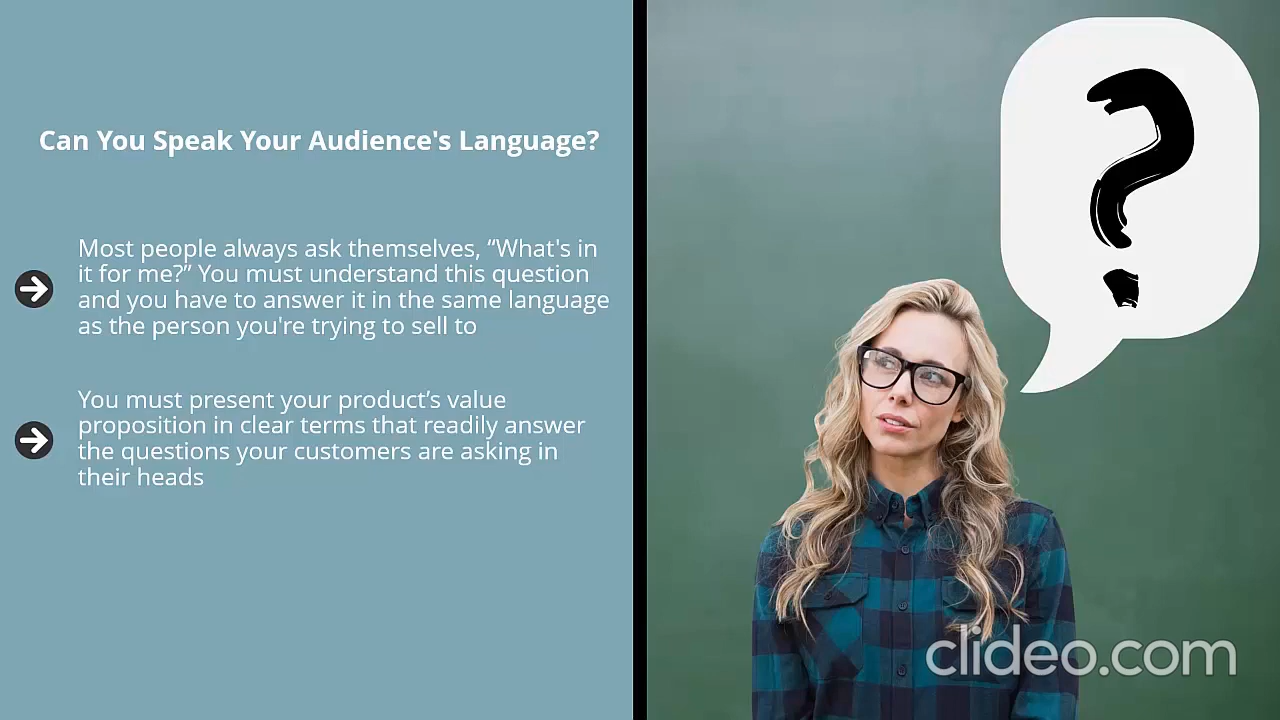 Can You Speak Your Audience's Language?
Most people always ask themselves, “What's in
it for me?” You must understand this question
and you have to answer it in the same language
as the person you're trying to sell to
You must present your product’s value
proposition in clear terms that readily answer
the questions your customers are asking in
their heads
?
clideo.com